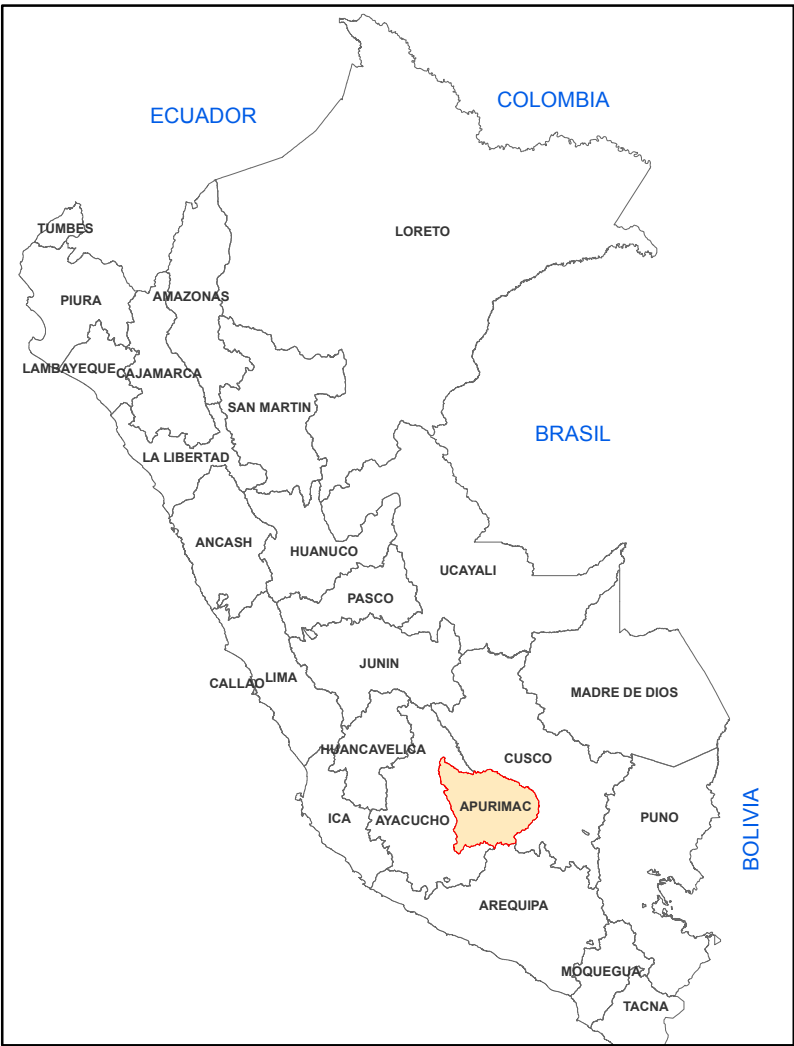 COLOMBIA
ECUADOR
TUMBES
LORETO
PIURA
AMAZONAS
LAMBAYEQUE
CAJAMARCA
SAN MARTIN
BRASIL
LA LIBERTAD
ANCASH
HUANUCO
UCAYALI
PASCO
JUNIN
CALLAO
LIMA
MADRE DE DIOS
HUANCAVELICA
CUSCO
APURIMAC
ICA
AYACUCHO
PUNO
BOLIVIA
AREQUIPA
MOQUEGUA
TACNA